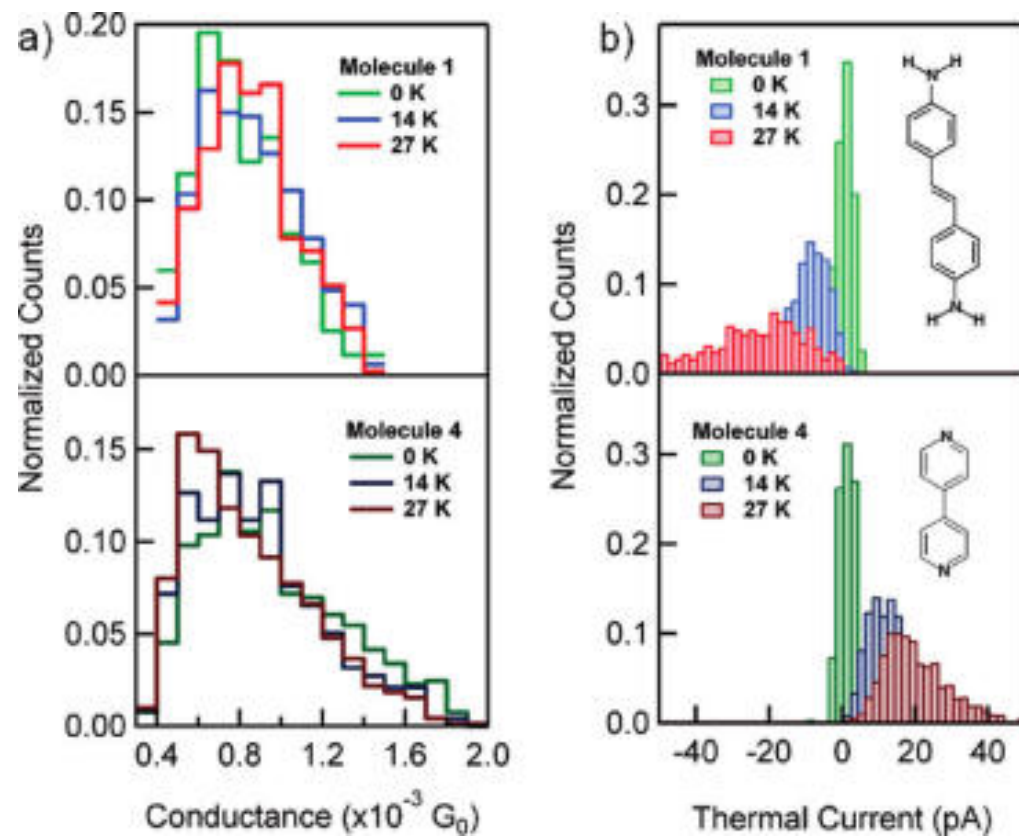 a)
Molecule 1
0 K
14 K
27 K
0.20
0.15
0.10
0.05
0.00
Normalized Counts
Molecule 4
0 K
14 K
27 K
0.15
0.10
0.05
0.00
Normalized Counts
0.4 0.8 1.2 1.6 2.0
Conductance (x10⁻³ G₀)
b)
Molecule 1
0 K
14 K
27 K
H H
N
N
H H
0.3
0.2
0.1
0.0
Normalized Counts
Molecule 4
0 K
14 K
27 K
N
N
0.3
0.2
0.1
0.0
Normalized Counts
-40 -20 0 20 40
Thermal Current (pA)